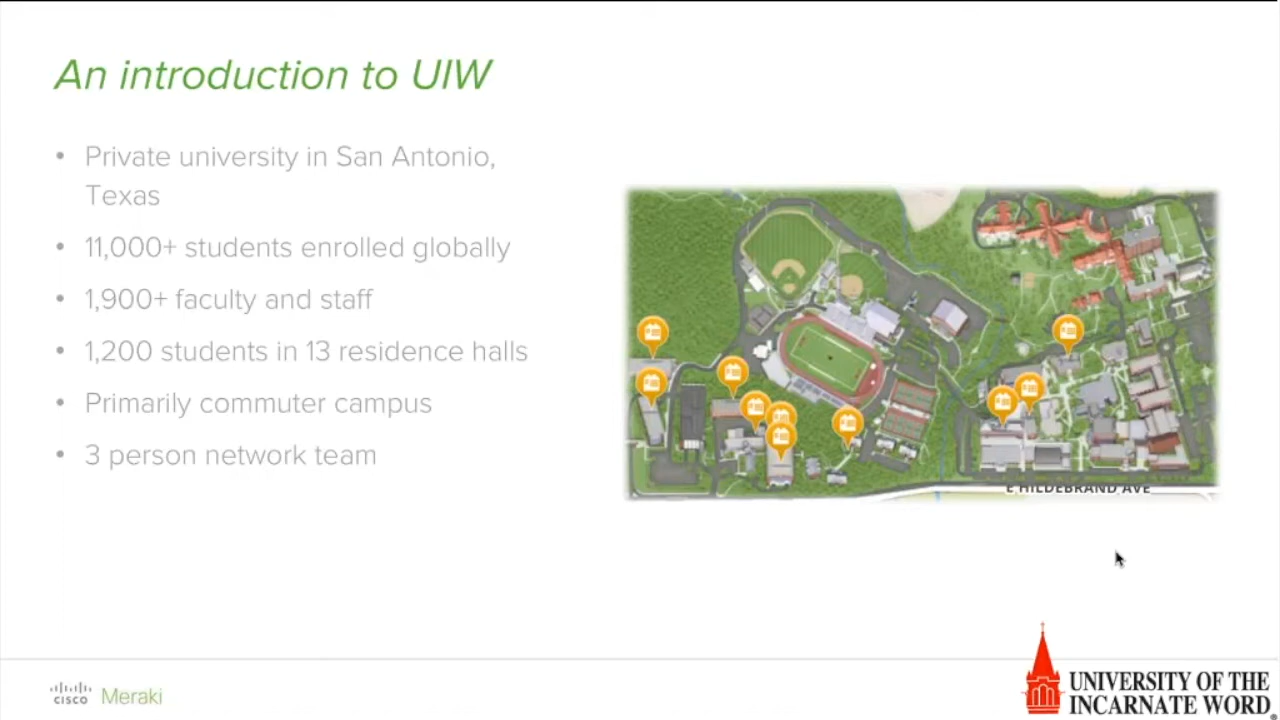 An introduction to UIW
• Private university in San Antonio,
Texas
• 11,000+ students enrolled globally
• 1,900+ faculty and staff
• 1,200 students in 13 residence halls
• Primarily commuter campus
• 3 person network team
E HILDEBRAND AVE
cisco Meraki
UNIVERSITY OF THE
INCARNATE WORD®